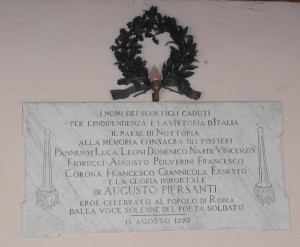 I NOMI DEI SUOI FIGLI CADUTI
PER L'INDIPENDENZA E LA VITTORIA D'ITALIA
IL PAESE DI NOTTORIA
ALLA MEMORIA CONSACRA DEI POSTERI
PANNUNSI LUCA LEONI DOMENICO NARDI VINCENZO
FIORUCCI AUGUSTO POLVERINI FRANCESCO
CORONA FRANCESCO GIANNICOLA ERNESTO
E LA GLORIA IMMORTALE
DI AUGUSTO PIERSANTI
EROE CELEBRATO AL POPOLO DI ROMA
DALLA VOCE SOLENNE DEL POETA SOLDATO
AGOSTO 1920